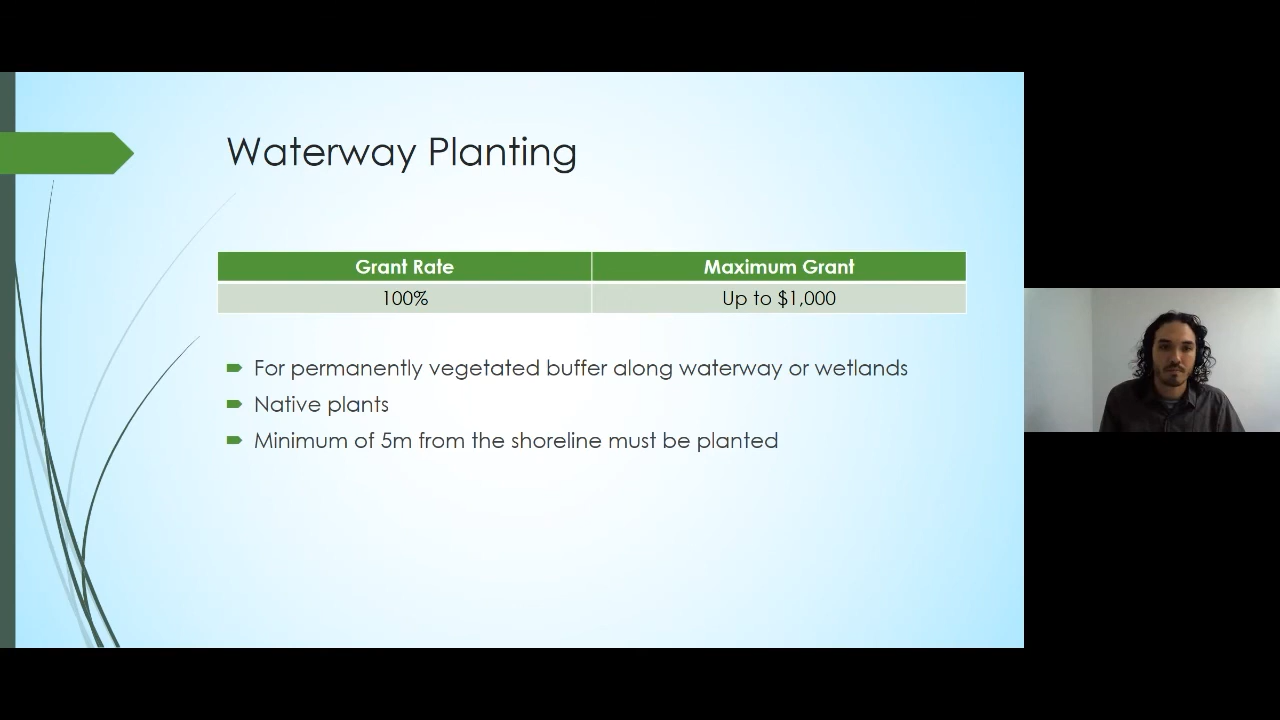 Waterway Planting
Grant Rate Maximum Grant
100% Up to $1,000
For permanently vegetated buffer along waterway or wetlands
Native plants
Minimum of 5m from the shoreline must be planted